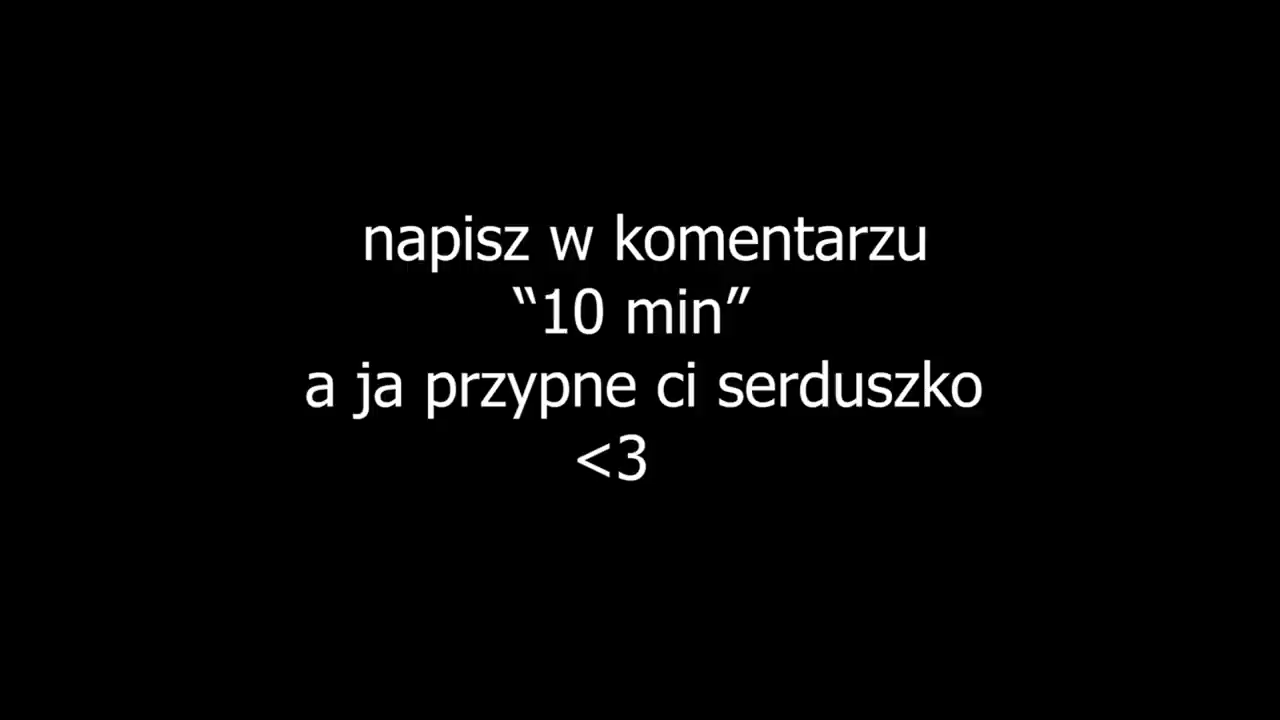 napisz w komentarzu
“10 min”
a ja przypne ci serduszko
<3